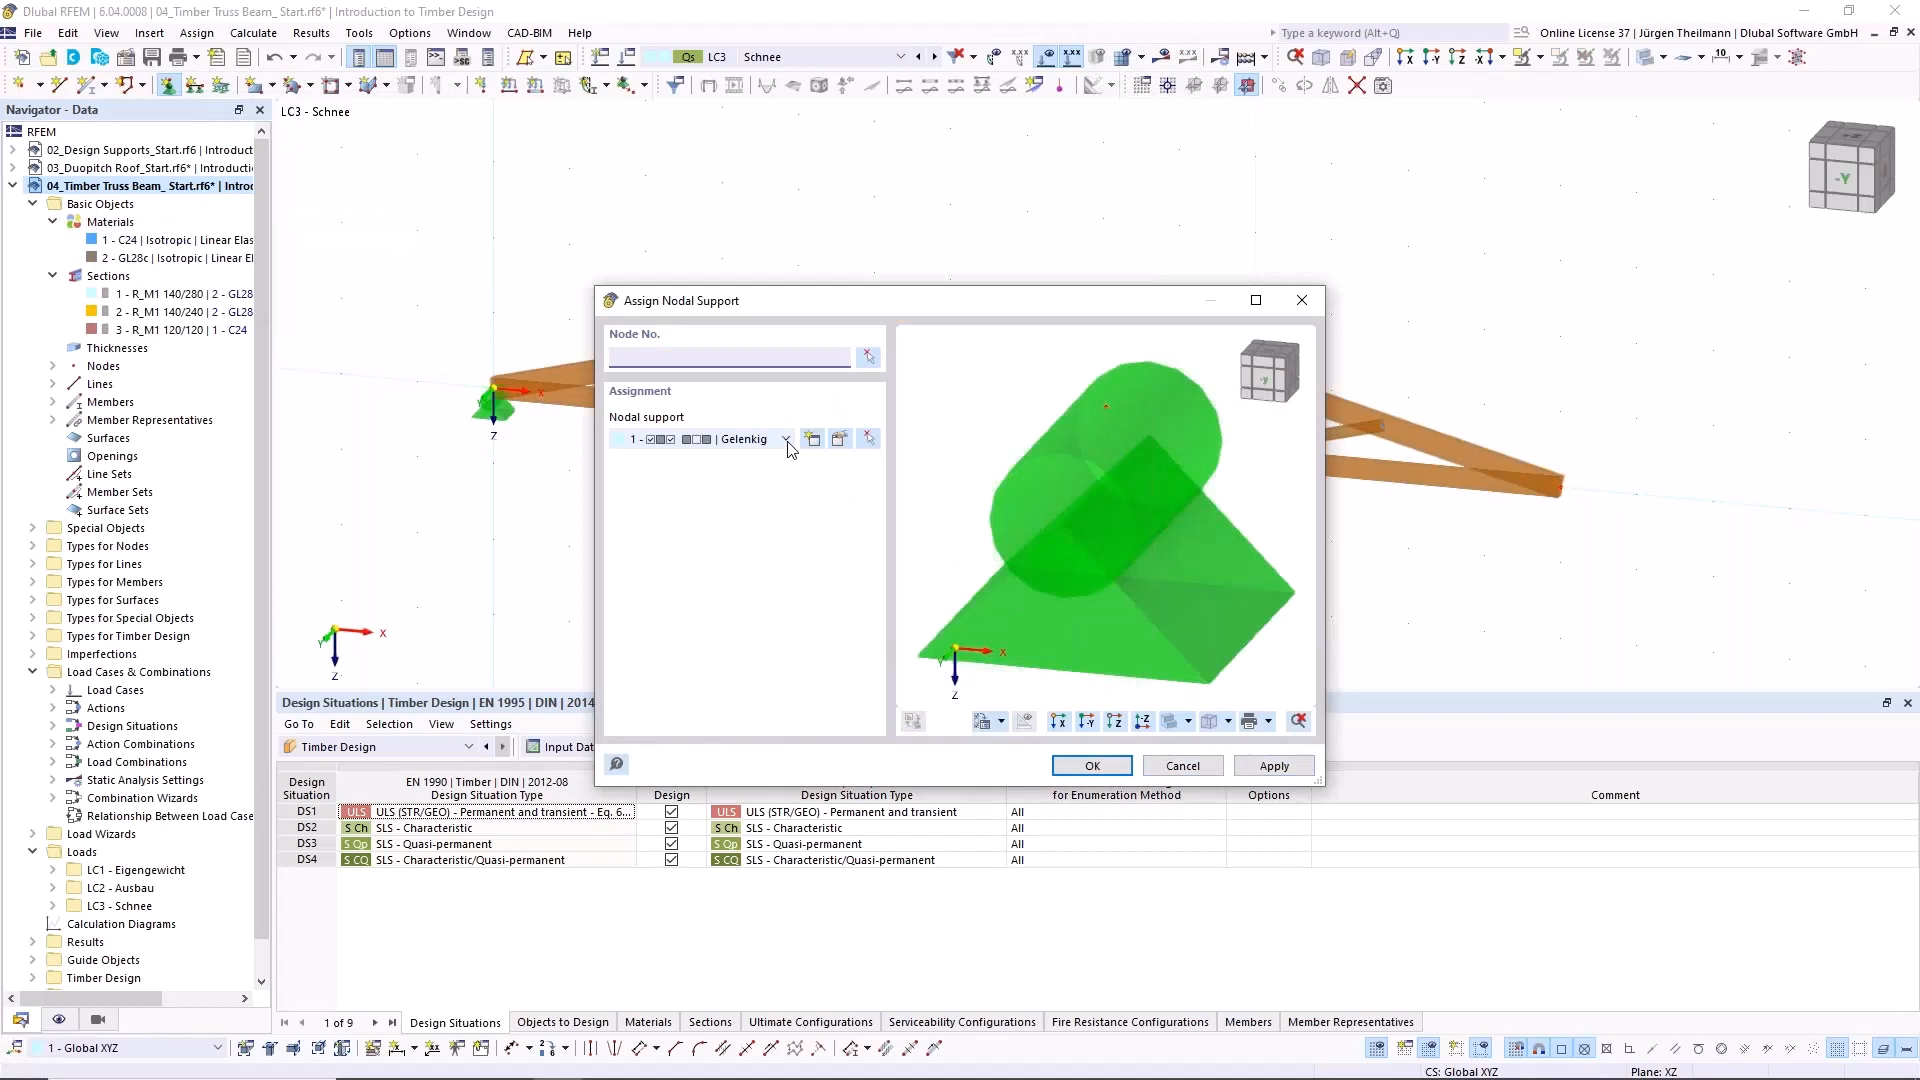 Dlubal RFEM | 6.04.0008 | 04_Timber Truss Beam_ Start.rf6* | Introduction to Timber Design
File Edit View Insert Assign Calculate Results Tools Options Window CAD-BIM Help
Type a keyword (Alt+Q)
Online License 37 | Jürgen Theilmann | Dlubal Software GmbH
Qs LC3 Schnee
Navigator - Data
LC3 - Schnee
RFEM
02_Design Supports_Start.rf6 | Introduct
03_Duopitch Roof_Start.rf6* | Introducti
04_Timber Truss Beam_ Start.rf6* | Introc
Basic Objects
Materials
1 - C24 | Isotropic | Linear Elas
2 - GL28c | Isotropic | Linear El
Sections
1 - R_M1 140/280 | 2 - GL28
2 - R_M1 140/240 | 2 - GL28
3 - R_M1 120/120 | 1 - C24
Thicknesses
Nodes
Lines
Members
Member Representatives
Surfaces
Openings
Line Sets
Member Sets
Surface Sets
Special Objects
Types for Nodes
Types for Lines
Types for Members
Types for Surfaces
Types for Special Objects
Types for Timber Design
Imperfections
Load Cases & Combinations
Load Cases
Actions
Design Situations
Action Combinations
Load Combinations
Static Analysis Settings
Combination Wizards
Relationship Between Load Case
Load Wizards
Loads
LC1 - Eigengewicht
LC2 - Ausbau
LC3 - Schnee
Calculation Diagrams
Results
Guide Objects
Timber Design
-Z
-Y
X
Y
Z
X
Y
Z
Assign Nodal Support
Node No.
Assignment
Nodal support
1 - | Gelenkig
-y
X
Y
Z
OK Cancel Apply
Design Situations | Timber Design | EN 1995 | DIN | 2014
Go To Edit Selection View Settings
Timber Design
Input Dat
Design
Situation
EN 1990 | Timber | DIN | 2012-08
Design Situation Type
Design
Design Situation Type
for Enumeration Method
Options
Comment
DS1 ULS ULS (STR/GEO) - Permanent and transient - Eq. 6... ULS ULS (STR/GEO) - Permanent and transient All
DS2 S Ch SLS - Characteristic S Ch SLS - Characteristic All
DS3 S Qp SLS - Quasi-permanent S Qp SLS - Quasi-permanent All
DS4 S CQ SLS - Characteristic/Quasi-permanent S CQ SLS - Characteristic/Quasi-permanent All
1 of 9
Design Situations Objects to Design Materials Sections Ultimate Configurations Serviceability Configurations Fire Resistance Configurations Members Member Representatives
1 - Global XYZ
CS: Global XYZ
Plane: XZ